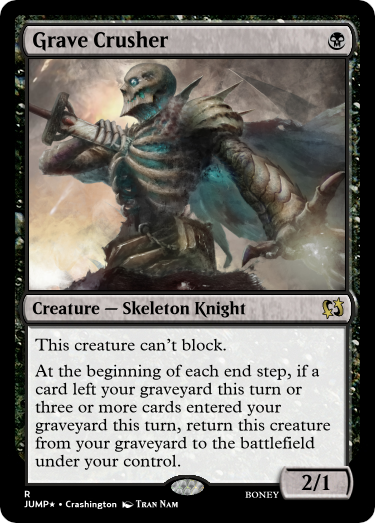 Grave Crusher
Creature — Skeleton Knight
This creature can't block.
At the beginning of each end step, if a
card left your graveyard this turn or
three or more cards entered your
graveyard this turn, return this creature
from your graveyard to the battlefield
under your control.
2/1
R
JUMP★ • Crashington Tran Nam
BONEY